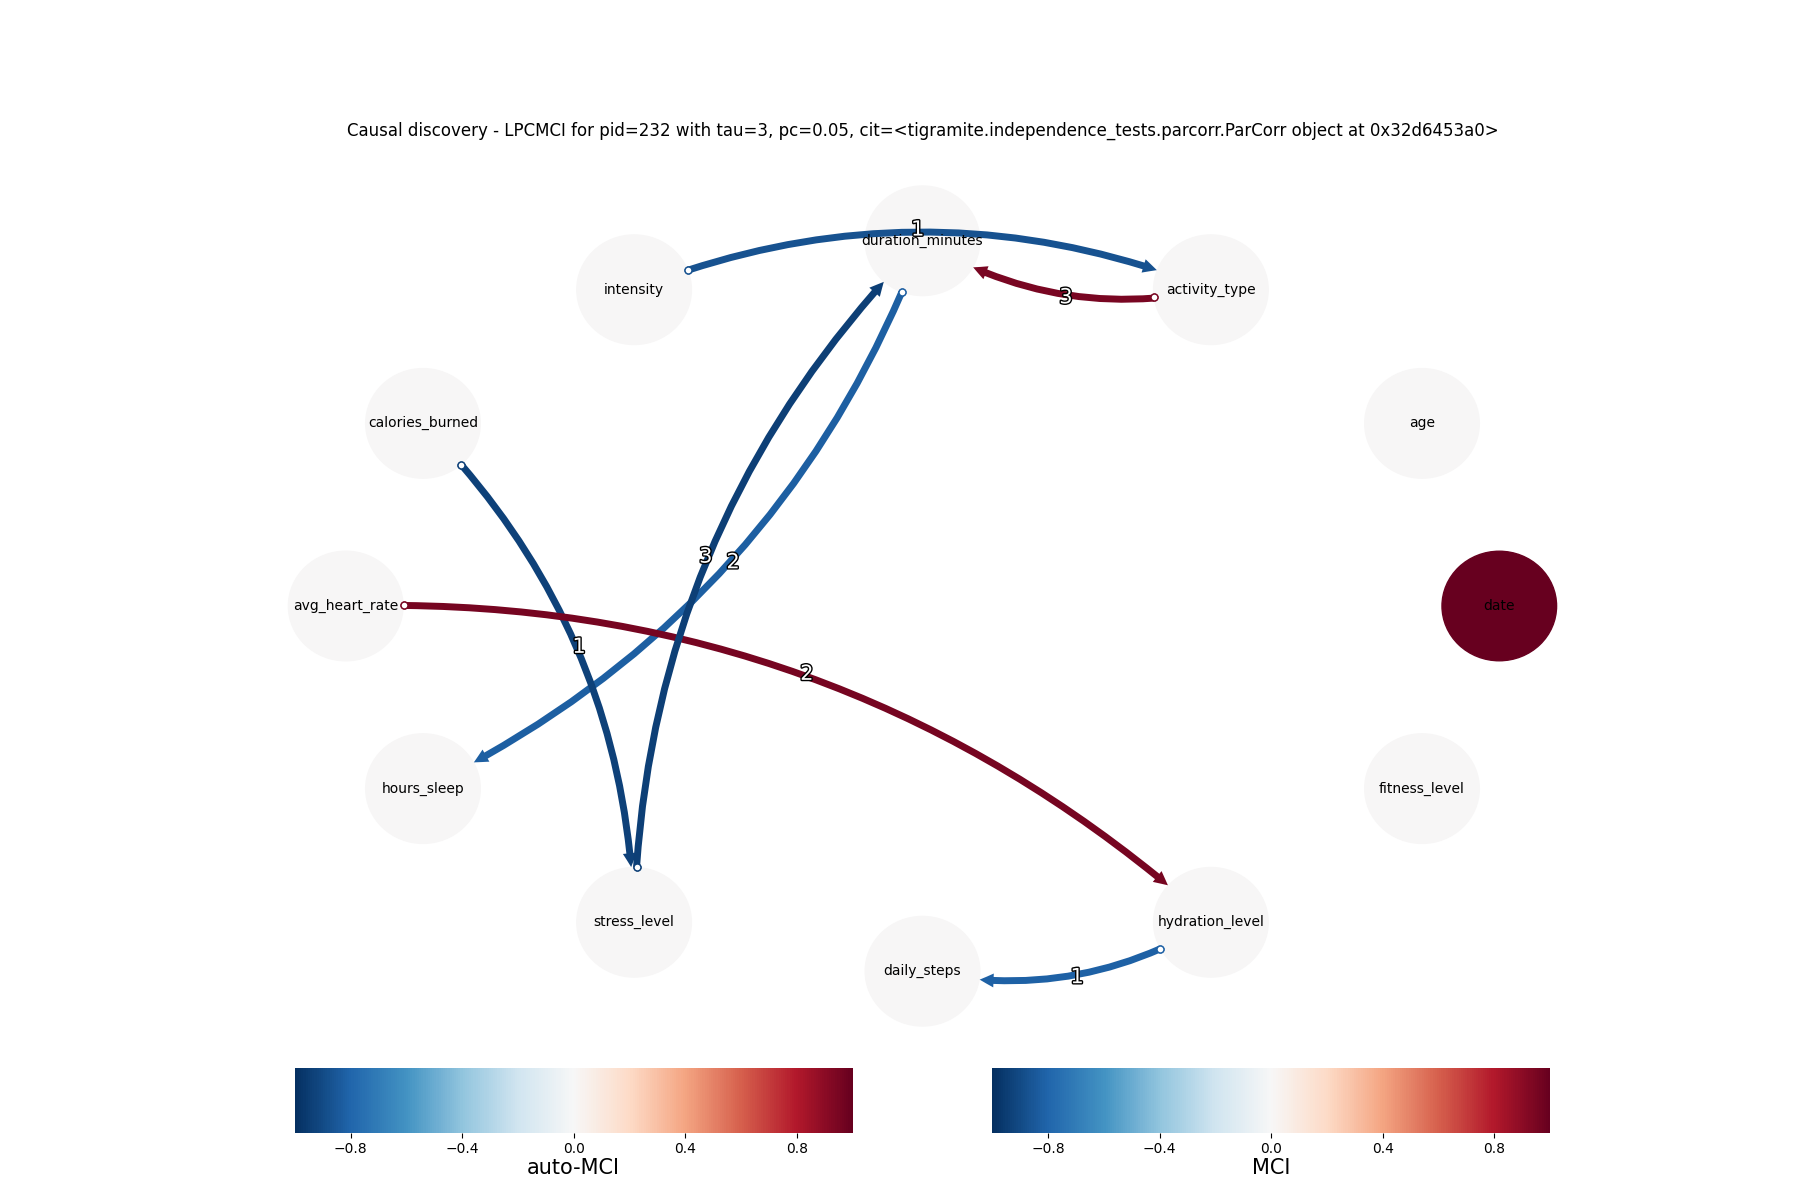 Causal discovery - LPCMCI for pid=232 with tau=3, pc=0.05, cit=<tigramite.independence_tests.parcorr.ParCorr object at 0x32d6453a0>
1
duration_minutes
intensity
3
activity_type
calories_burned
age
3
2
avg_heart_rate
date
1
2
hours_sleep
fitness_level
stress_level
hydration_level
daily_steps
1
−0.8 −0.4 0.0 0.4 0.8
auto-MCI
−0.8 −0.4 0.0 0.4 0.8
MCI